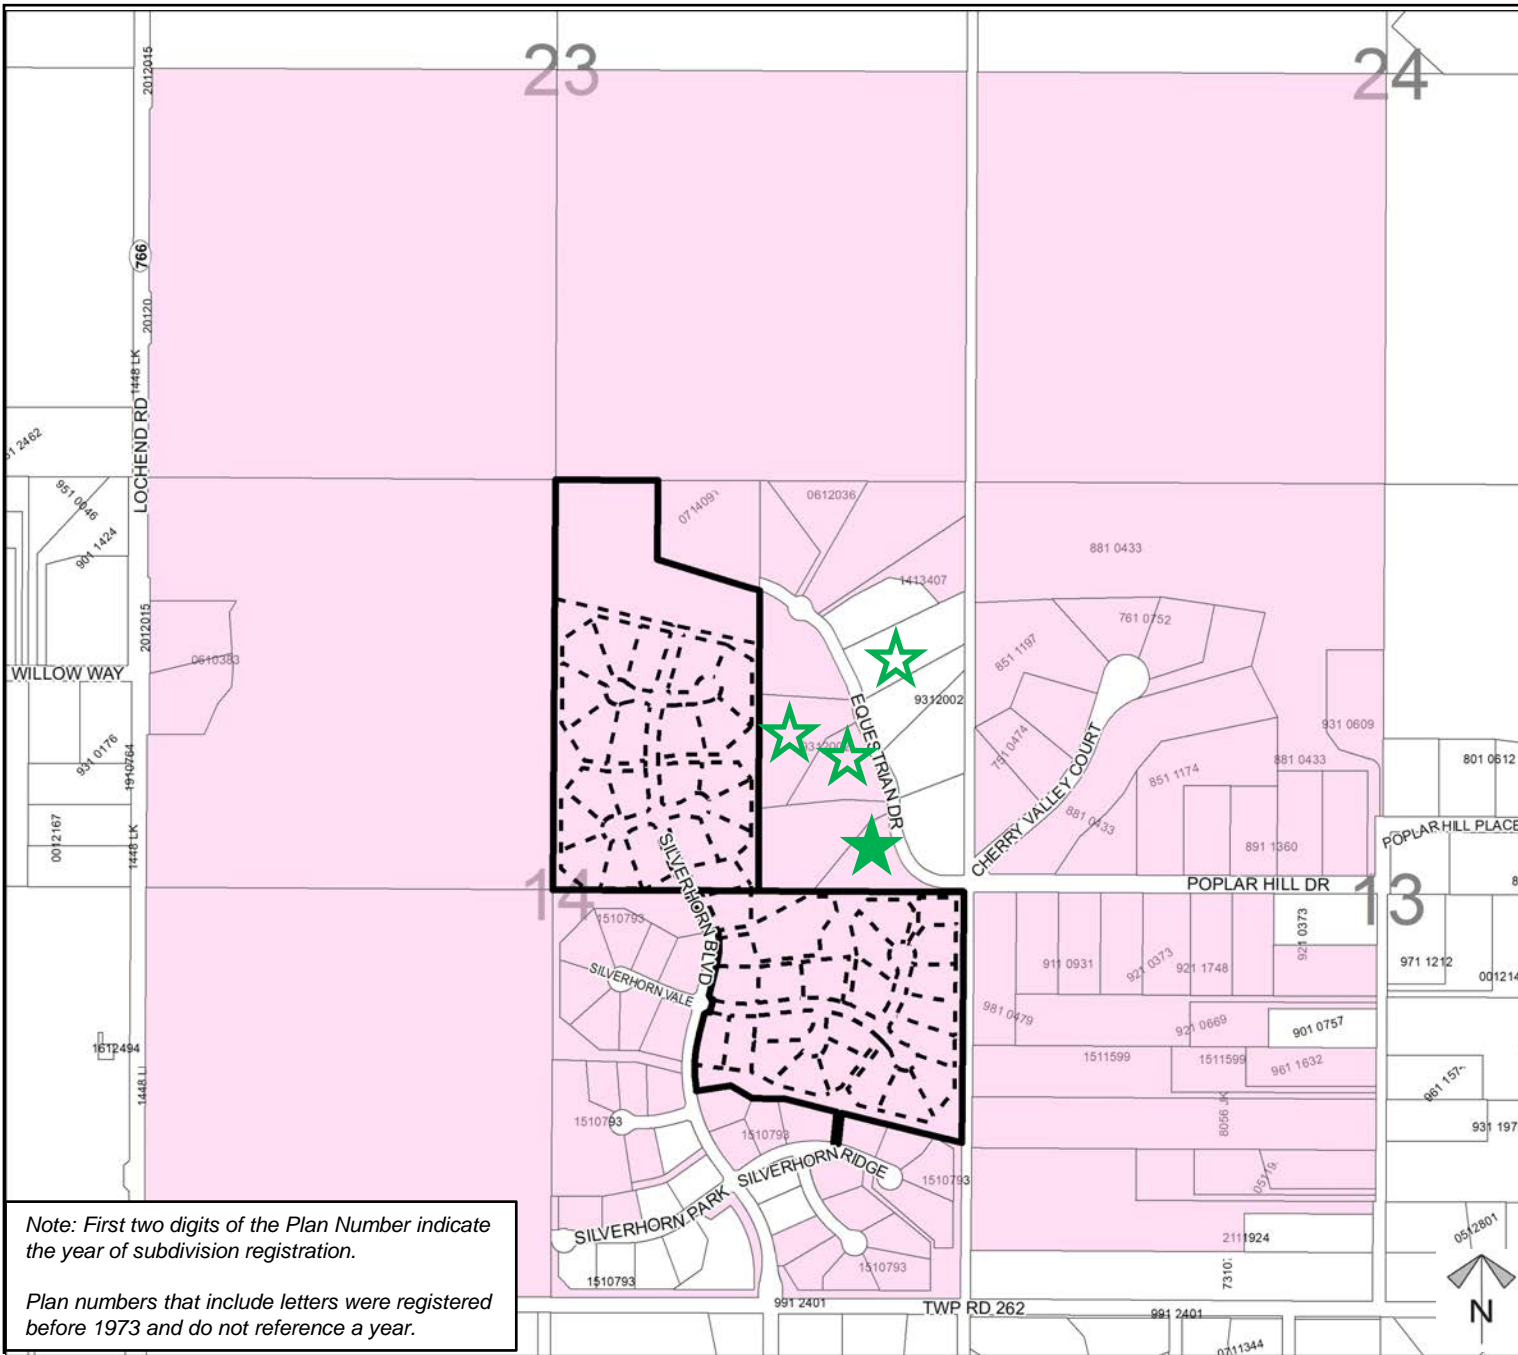 23
24
2012015
766
20120
1448 LK
LOCHEND RD
951 0046
901 1424
2012015
0610383
WILLOW WAY
931 0176
1910764
0012167
1448 LK
0714091
0612036
1413407
9312002
EQUESTRIAN DR
881 0433
761 0752
851 1197
751 0474
CHERRY VALLEY COURT
851 1174
881 0433
881 0433
931 0609
891 1360
801 0612
POPLAR HILL PLACE
POPLAR HILL DR
14
13
SILVERHORN BLVD
1510793
SILVERHORN VALE
911 0931
921 0373
921 1748
921 0373
971 1212
981 0479
921 0669
901 0757
1511599
1511599
961 1632
8056 JK
1612494
1510793
1510793
SILVERHORN RIDGE
1510793
SILVERHORN PARK
1510793
1510793
2111924
0512801
991 2401
TWP RD 262
991 2401
0711344
N
Note: First two digits of the Plan Number indicate
the year of subdivision registration.
Plan numbers that include letters were registered
before 1973 and do not reference a year.